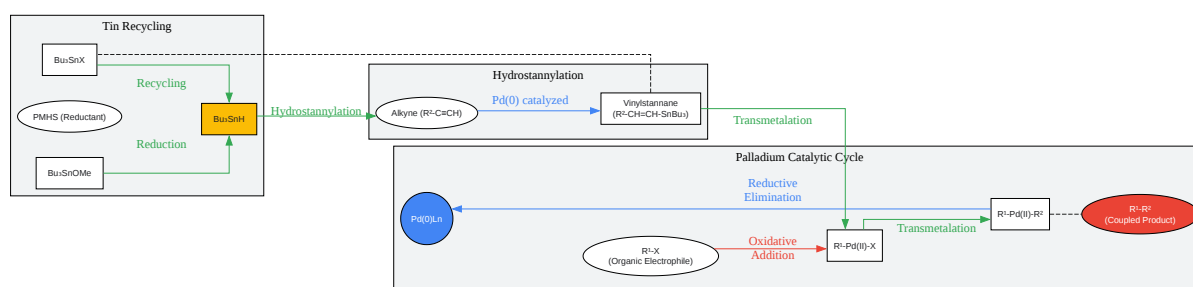 Tin Recycling
Bu₃SnX
Recycling
PMHS (Reductant)
Bu₃SnH
Reduction
Bu₃SnOMe
Hydrostannylation
Hydrostannylation
Alkyne (R²-C≡CH)
Pd(0) catalyzed
Vinylstannane
(R²-CH=CH-SnBu₃)
Transmetalation
Palladium Catalytic Cycle
Pd(0)Ln
Reductive
Elimination
R¹-X
(Organic Electrophile)
Oxidative
Addition
R¹-Pd(II)-X
Transmetalation
R¹-Pd(II)-R²
R¹-R²
(Coupled Product)